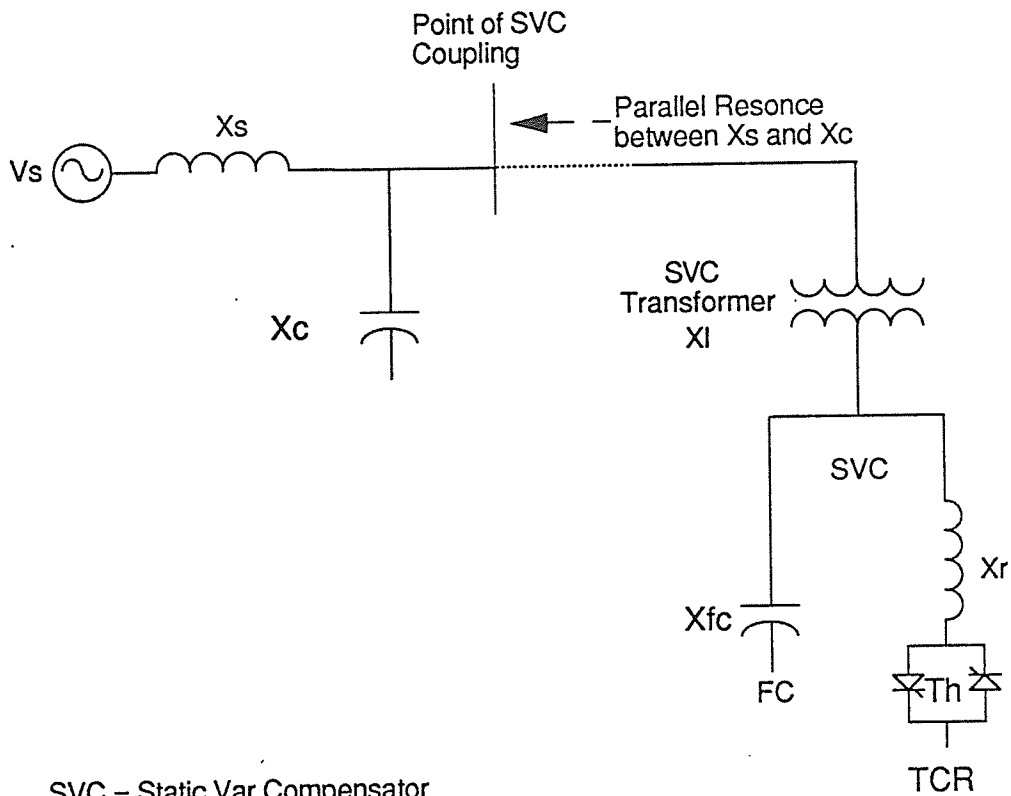 Point of SVC
Coupling
Parallel Resonce
between Xs and Xc
Xs
Vs
SVC
Transformer
Xl
Xc
SVC
Xr
Xfc
FC
Th
TCR
SVC – Static Var Compensator